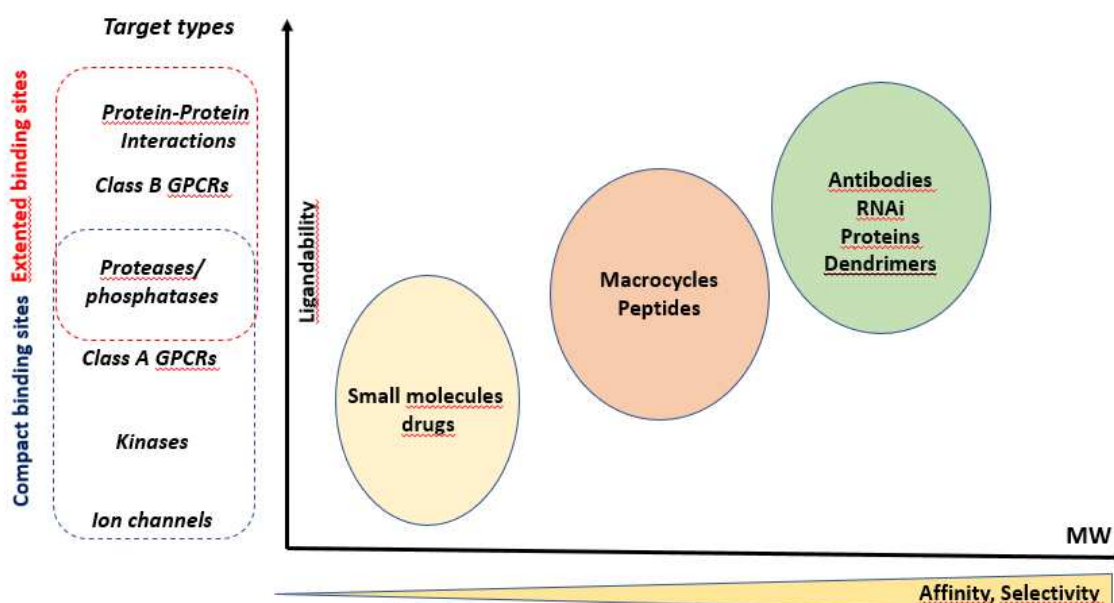 Target types
Extented binding sites
Compact binding sites
Protein-Protein
Interactions
Class B GPCRs
Proteases/
phosphatases
Class A GPCRs
Kinases
Ion channels
Ligandability
Small molecules
drugs
Macrocycles
Peptides
Antibodies
RNAi
Proteins
Dendrimers
MW
Affinity, Selectivity